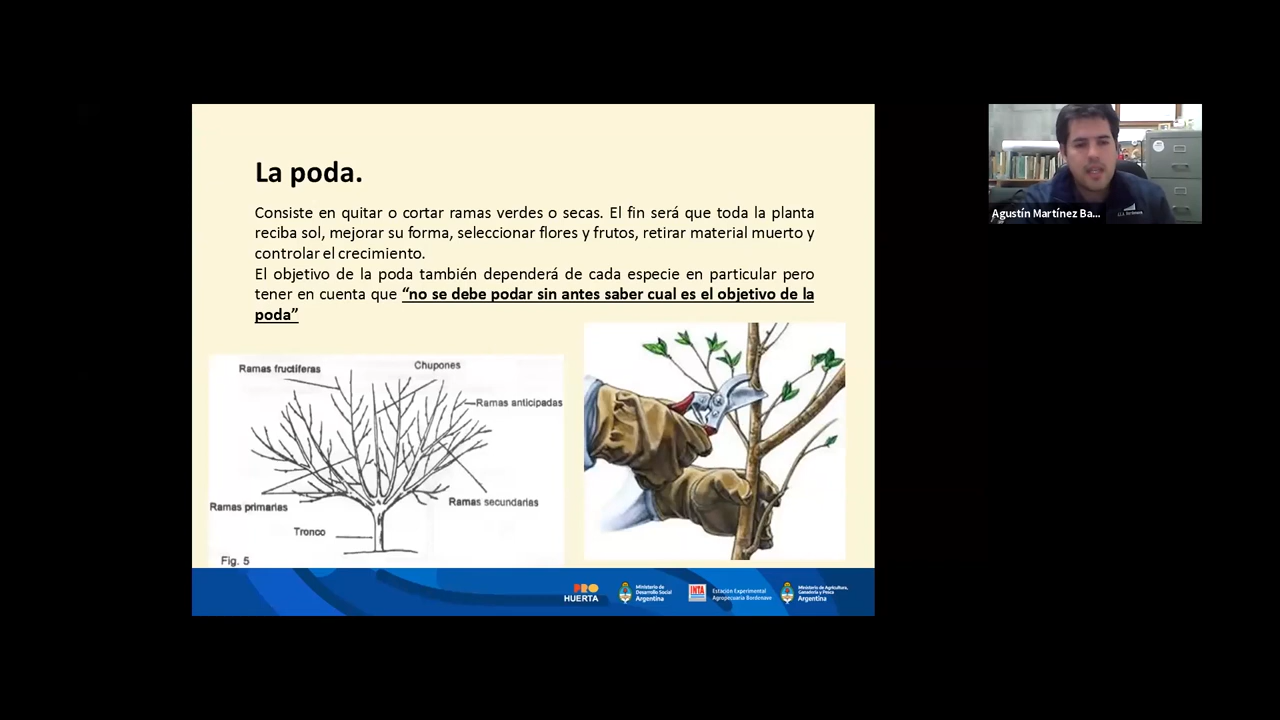 La poda.
Consiste en quitar o cortar ramas verdes o secas. El fin será que toda la planta
reciba sol, mejorar su forma, seleccionar flores y frutos, retirar material muerto y
controlar el crecimiento.
El objetivo de la poda también dependerá de cada especie en particular pero
tener en cuenta que “no se debe podar sin antes saber cual es el objetivo de la
poda”
Ramas fructíferas
Chupones
Ramas anticipadas
Ramas primarias
Ramas secundarias
Tronco
Fig. 5
PRO
HUERTA
Ministerio de
Desarrollo Social
Argentina
INTA
Estación Experimental
Agropecuaria Bordenave
Ministerio de Agricultura,
Ganadería y Pesca
Argentina
Agustín Martínez Ba...